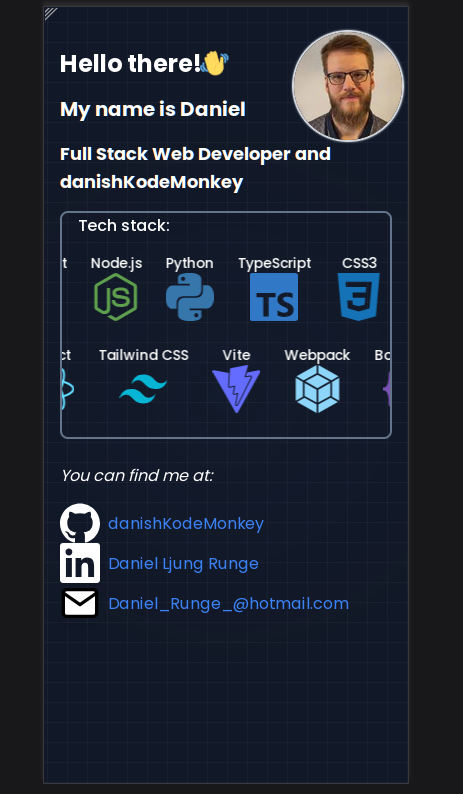 Hello there!👋
My name is Daniel
Full Stack Web Developer and
danishKodeMonkey
Tech stack:
t Node.js Python TypeScript CSS3
JS TS 3
ct Tailwind CSS Vite Webpack Bo
You can find me at:
danishKodeMonkey
in Daniel Ljung Runge
Daniel_Runge_@hotmail.com